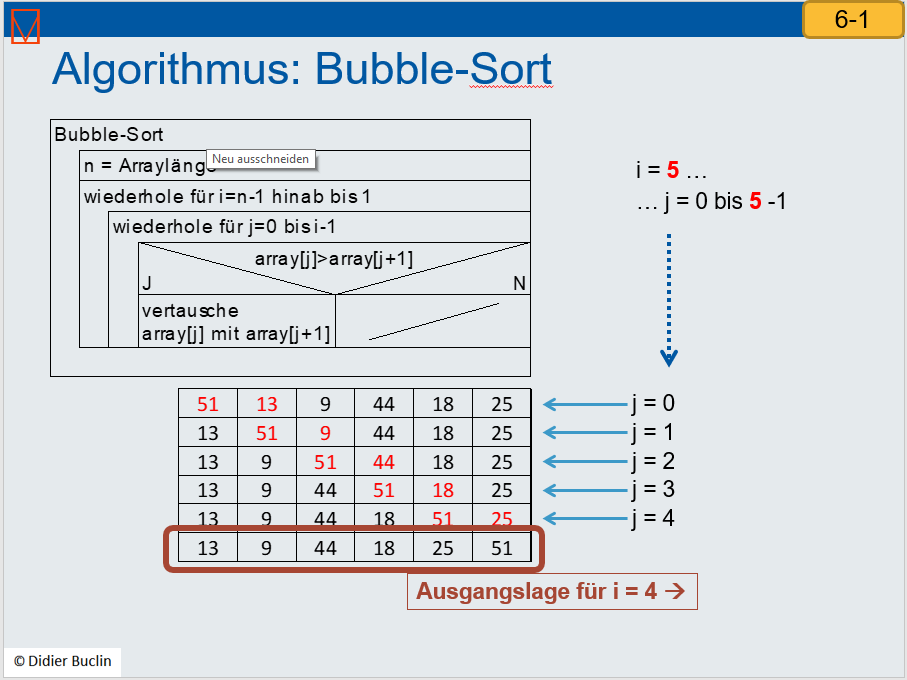 6-1
Algorithmus: Bubble-Sort
Bubble-Sort
n = Arraylänge
Neu ausschneiden
wiederhole für i=n-1 hinab bis 1
wiederhole für j=0 bis i-1
array[j]>array[j+1]
J N
vertausche
array[j] mit array[j+1]
i = 5 ...
... j = 0 bis 5 -1
51 13 9 44 18 25 j = 0
13 51 9 44 18 25 j = 1
13 9 51 44 18 25 j = 2
13 9 44 51 18 25 j = 3
13 9 44 18 51 25 j = 4
13 9 44 18 25 51
Ausgangslage für i = 4 →
© Didier Buclin